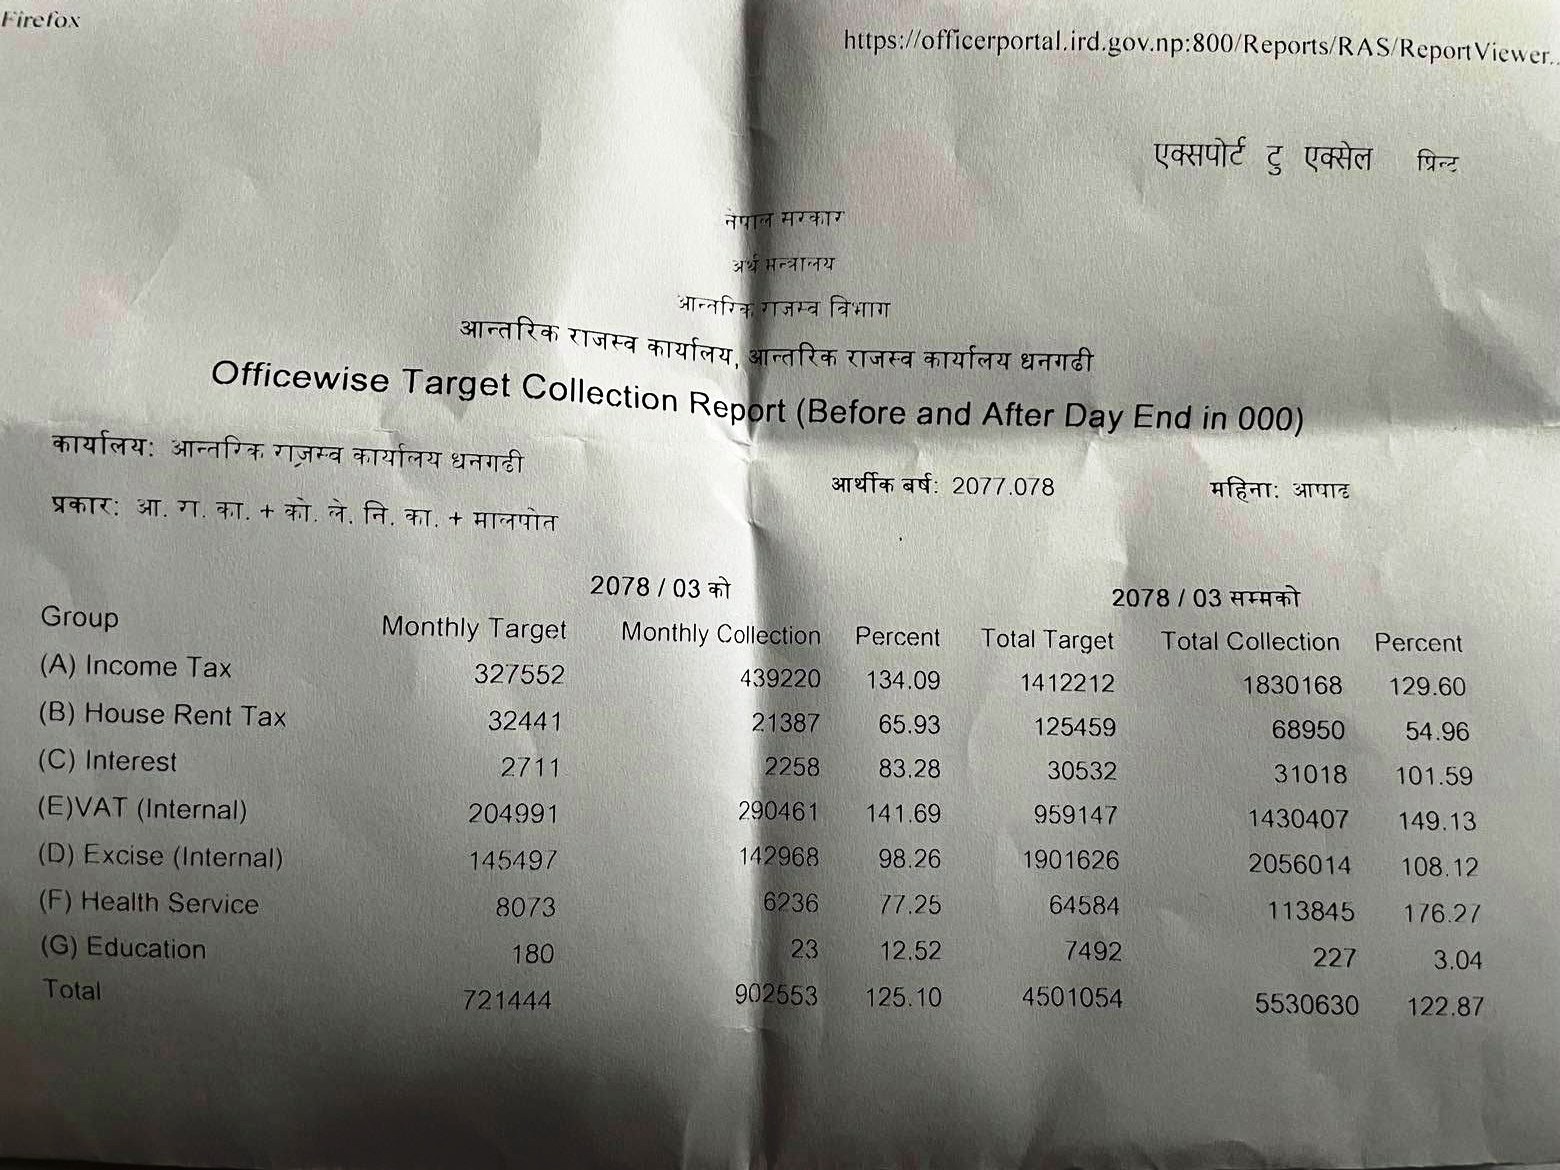 Firefox
https://officerportal.ird.gov.np:800/Reports/RAS/ReportViewer...
एक्सपोर्ट टु एक्सेल प्रिन्ट
नेपाल सरकार
अर्थ मन्त्रालय
आन्तरिक राजस्व विभाग
आन्तरिक राजस्व कार्यालय, आन्तरिक राजस्व कार्यालय धनगढी
Officewise Target Collection Report (Before and After Day End in 000)
कार्यालय: आन्तरिक राजस्व कार्यालय धनगढी
आर्थीक बर्ष: 2077.078 महिना: आषाढ
प्रकार: आ. रा. का. + को. ले. नि. का. + मालपोत
2078 / 03 को 2078 / 03 सम्मको
Group Monthly Target Monthly Collection Percent Total Target Total Collection Percent
(A) Income Tax 327552 439220 134.09 1412212 1830168 129.60
(B) House Rent Tax 32441 21387 65.93 125459 68950 54.96
(C) Interest 2711 2258 83.28 30532 31018 101.59
(E)VAT (Internal) 204991 290461 141.69 959147 1430407 149.13
(D) Excise (Internal) 145497 142968 98.26 1901626 2056014 108.12
(F) Health Service 8073 6236 77.25 64584 113845 176.27
(G) Education 180 23 12.52 7492 227 3.04
Total 721444 902553 125.10 4501054 5530630 122.87